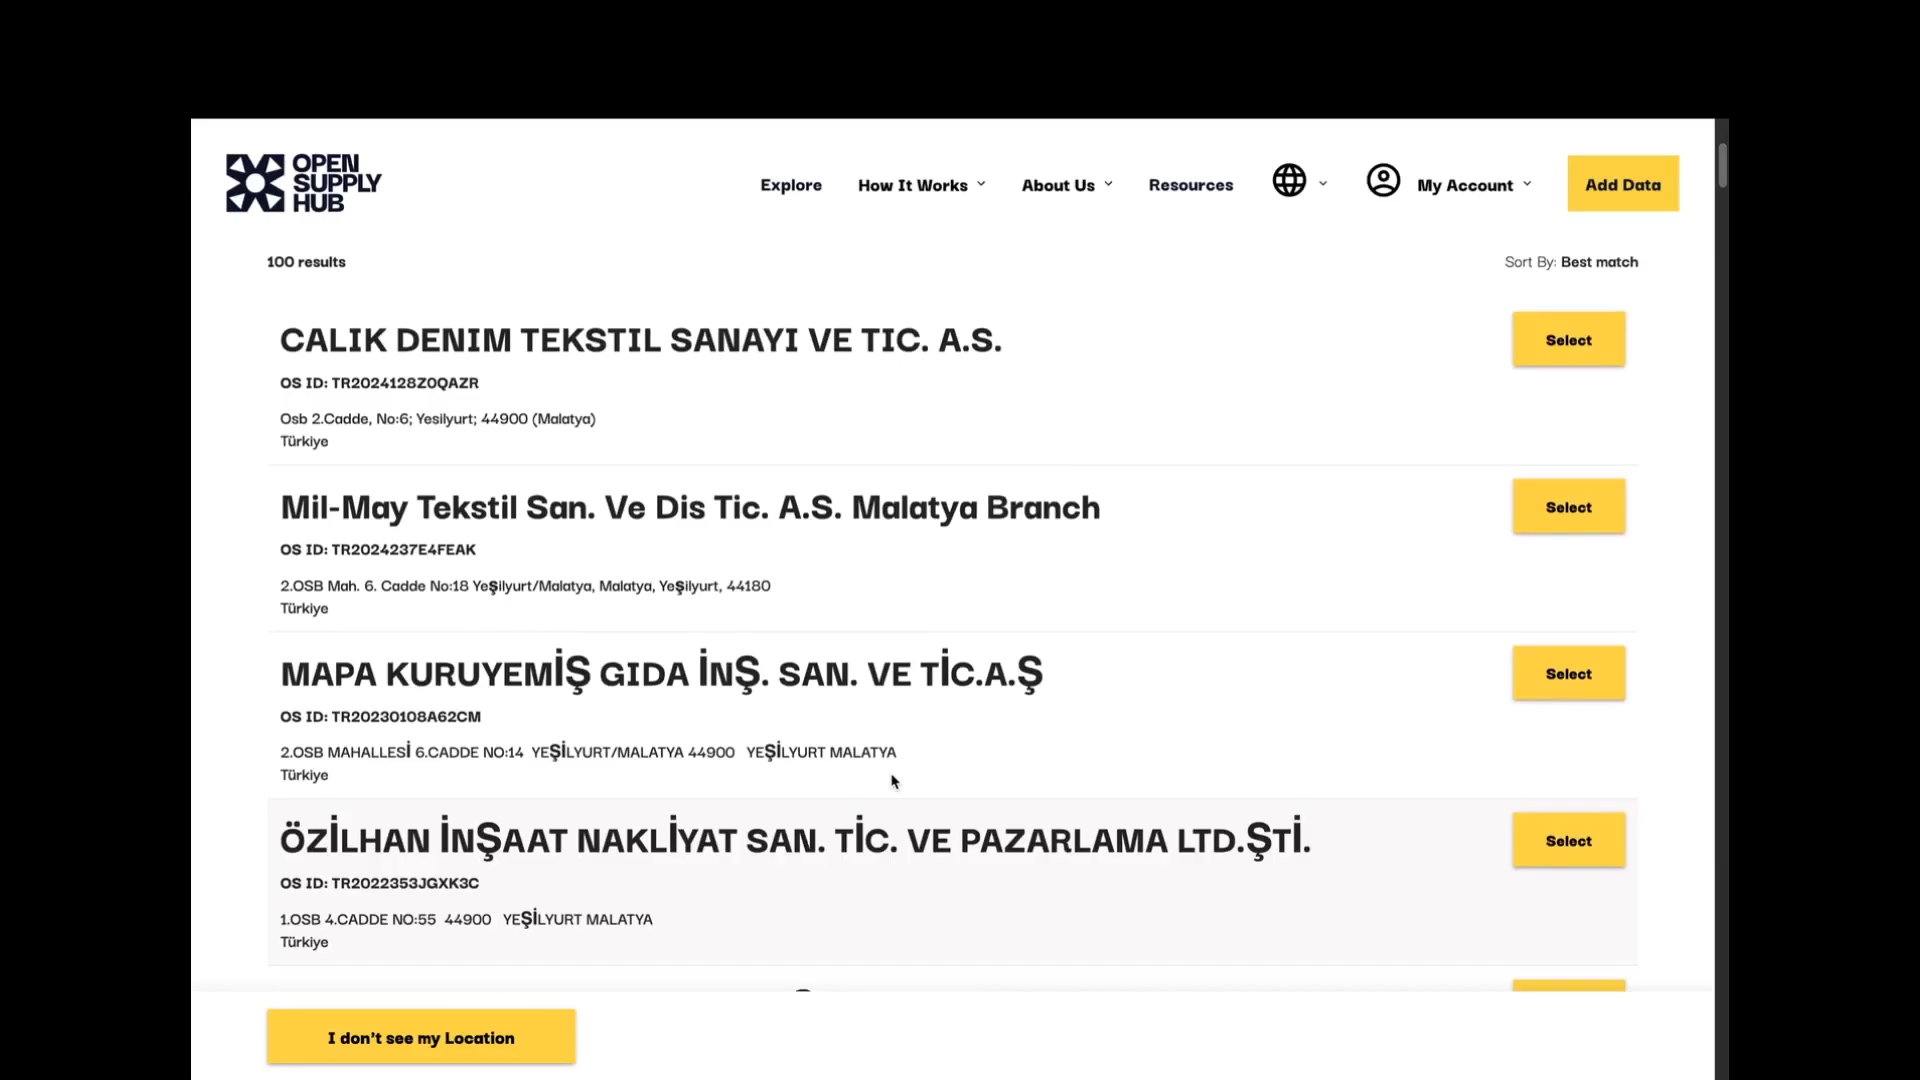 OPEN
SUPPLY
HUB
Explore
How It Works
About Us
Resources
My Account
Add Data
100 results
Sort By: Best match
CALIK DENIM TEKSTIL SANAYI VE TIC. A.S.
Select
OS ID: TR2024128Z0QAZR
Osb 2.Cadde, No:6; Yesilyurt; 44900 (Malatya)
Türkiye
Mil-May Tekstil San. Ve Dis Tic. A.S. Malatya Branch
Select
OS ID: TR2024237E4FEAK
2.OSB Mah. 6. Cadde No:18 Yeşilyurt/Malatya, Malatya, Yeşilyurt, 44180
Türkiye
MAPA KURUYEMİŞ GIDA İNŞ. SAN. VE TİC.A.Ş
Select
OS ID: TR20230108A62CM
2.OSB MAHALLESİ 6.CADDE NO:14 YEŞİLYURT/MALATYA 44900 YEŞİLYURT MALATYA
Türkiye
ÖZİLHAN İNŞAAT NAKLİYAT SAN. TİC. VE PAZARLAMA LTD.ŞTİ.
Select
OS ID: TR2022353JGXK3C
1.OSB 4.CADDE NO:55 44900 YEŞİLYURT MALATYA
Türkiye
I don't see my Location